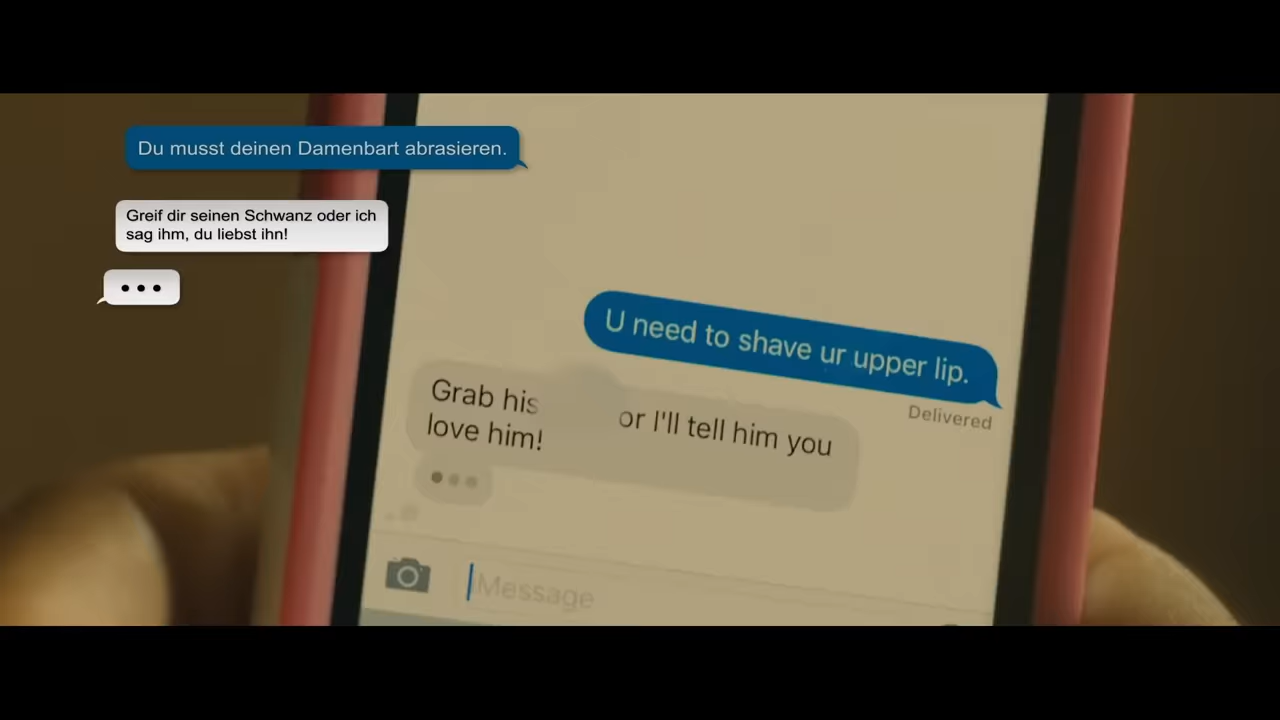 Du musst deinen Damenbart abrasieren.
Greif dir seinen Schwanz oder ich
sag ihm, du liebst ihn!
U need to shave ur upper lip.
Delivered
Grab his or I'll tell him you
love him!
Message